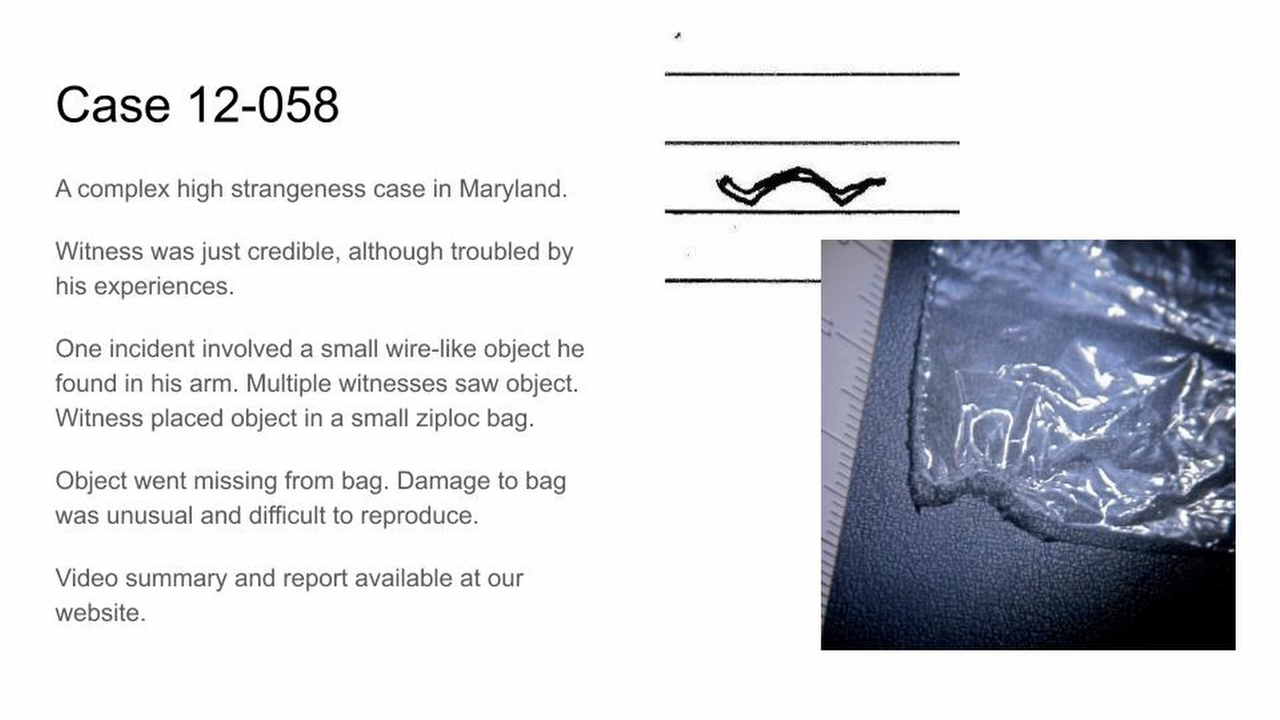 Case 12-058
A complex high strangeness case in Maryland.
Witness was just credible, although troubled by
his experiences.
One incident involved a small wire-like object he
found in his arm. Multiple witnesses saw object.
Witness placed object in a small ziploc bag.
Object went missing from bag. Damage to bag
was unusual and difficult to reproduce.
Video summary and report available at our
website.